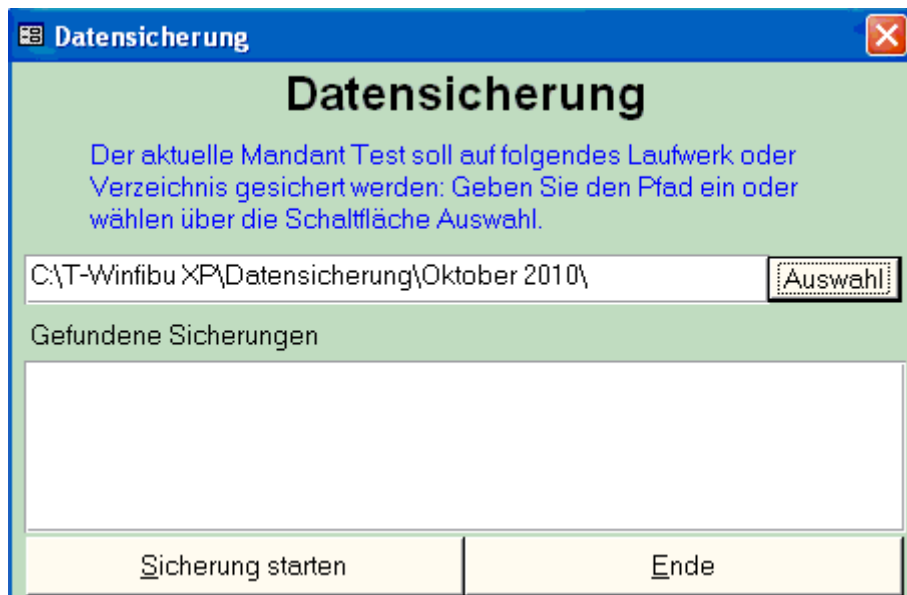 Datensicherung
Datensicherung
Der aktuelle Mandant Test soll auf folgendes Laufwerk oder
Verzeichnis gesichert werden: Geben Sie den Pfad ein oder
wählen über die Schaltfläche Auswahl.
C:\T-Winfibu XP\Datensicherung\Oktober 2010\ Auswahl
Gefundene Sicherungen
Sicherung starten Ende